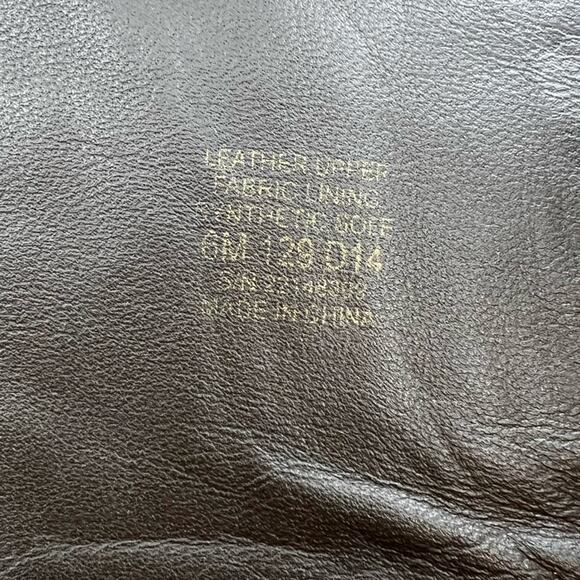 LEATHER UPPER
FABRIC LINING
SYNTHETIC SOLE
6M 129 D14
S/N
MADE IN CHINA